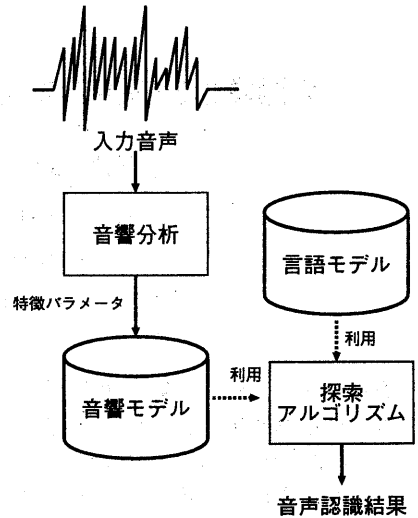 入力音声
音響分析
言語モデル
特徴パラメータ
利用
音響モデル
利用
探索
アルゴリズム
音声認識結果